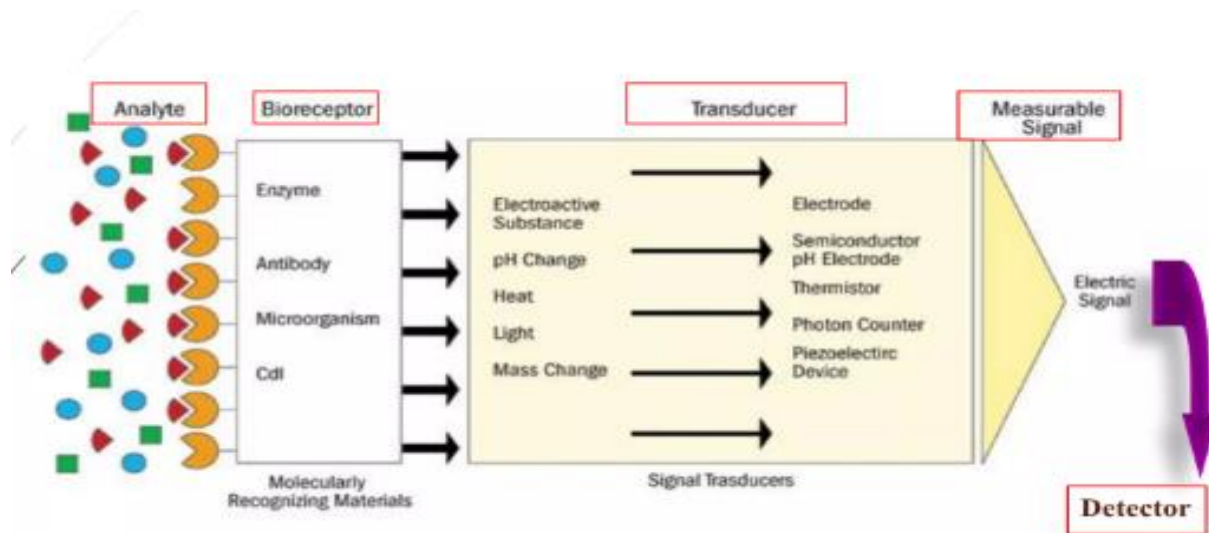 Analyte
Bioreceptor
Transducer
Measurable
Signal
Enzyme
Antibody
Microorganism
Cdl
Electroactive
Substance
pH Change
Heat
Light
Mass Change
Electrode
Semiconductor
pH Electrode
Thermistor
Photon Counter
Piezoelectirc
Device
Electric
Signal
Molecularly
Recognizing Materials
Signal Trasducers
Detector